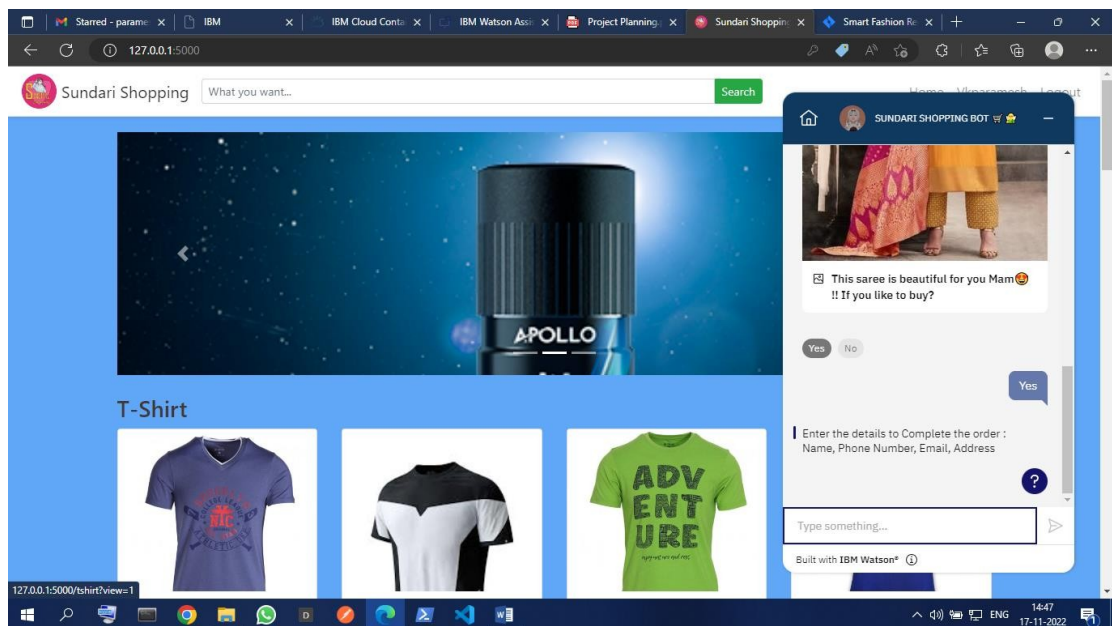 Starred - parame
IBM
IBM Cloud Conta
IBM Watson Assis
Project Planning.p
Sundari Shopping
Smart Fashion Re
127.0.0.1:5000
Sundari Shopping
What you want...
Search
Home Vkparamesh Logout
SUNDARI SHOPPING BOT 🛒
APOLLO
This saree is beautiful for you Mam🤩
!! If you like to buy?
Yes No
Yes
T-Shirt
Enter the details to Complete the order :
Name, Phone Number, Email, Address
?
ADV
ENT
URE
Type something...
Built with IBM Watson®
127.0.0.1:5000/tshirt?view=1
ENG
14:47
17-11-2022